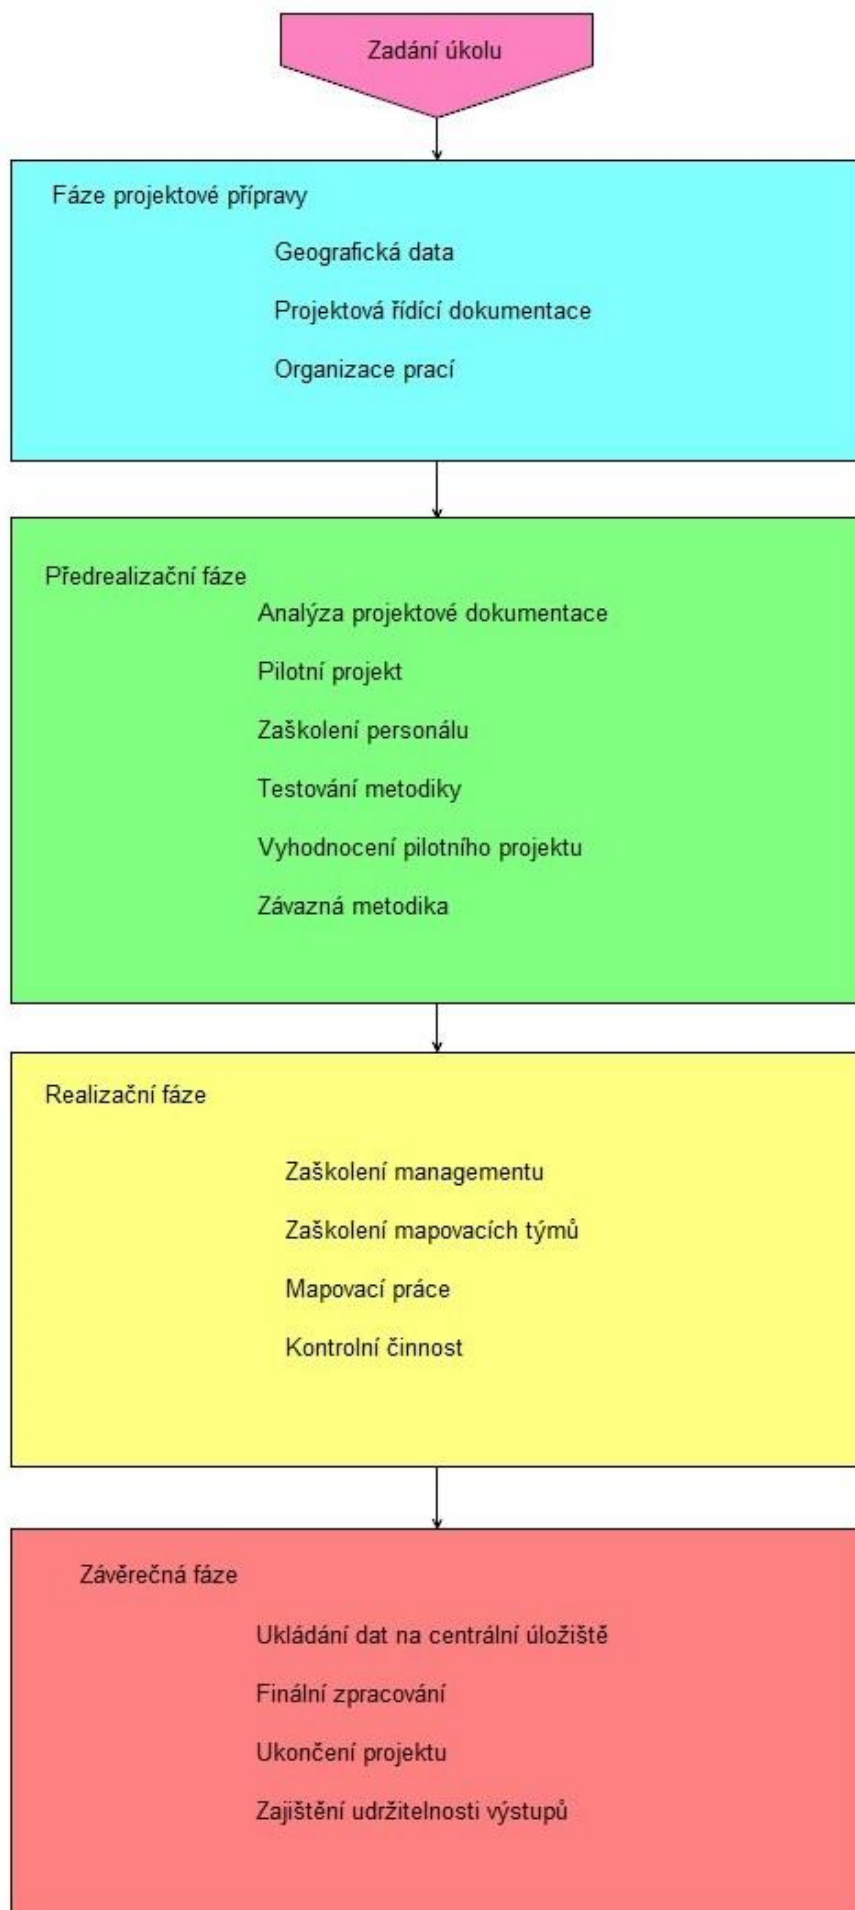 Zadání úkolu
Fáze projektové přípravy
Geografická data
Projektová řídící dokumentace
Organizace prací
Předrealizační fáze
Analýza projektové dokumentace
Pilotní projekt
Zaškolení personálu
Testování metodiky
Vyhodnocení pilotního projektu
Závazná metodika
Realizační fáze
Zaškolení managementu
Zaškolení mapovacích týmů
Mapovací práce
Kontrolní činnost
Závěrečná fáze
Ukládání dat na centrální úložiště
Finální zpracování
Ukončení projektu
Zajištění udržitelnosti výstupů